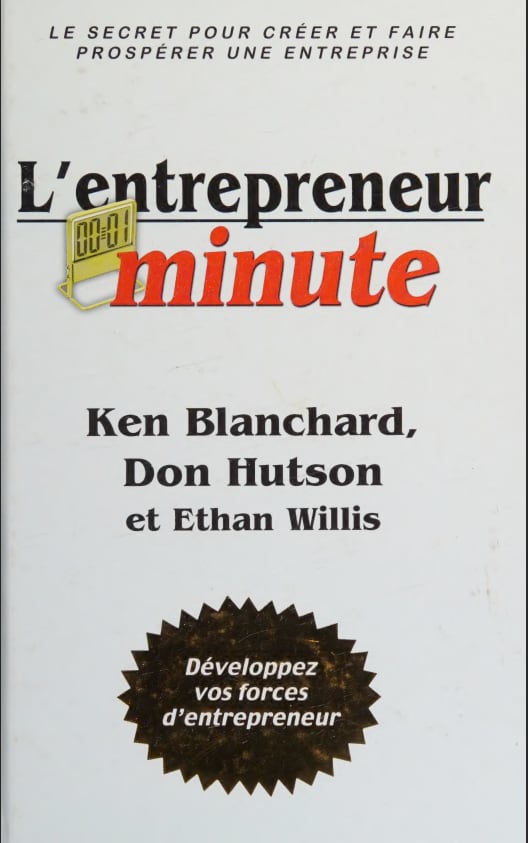 LE SECRET POUR CRÉER ET FAIRE
PROSPÉRER UNE ENTREPRISE
L'entrepreneur
00:01
minute
Ken Blanchard,
Don Hutson
et Ethan Willis
Développez
vos forces
d'entrepreneur